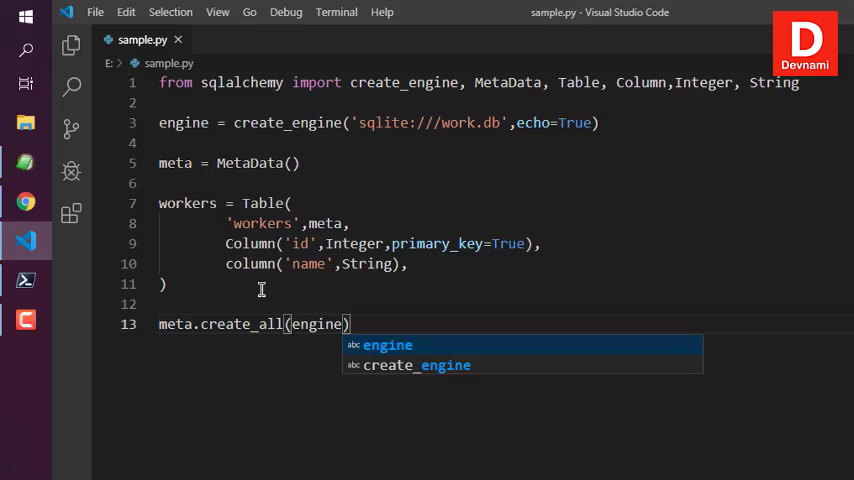 File Edit Selection View Go Debug Terminal Help sample.py - Visual Studio Code
D
Devnami
sample.py ×
E: > sample.py
1 from sqlalchemy import create_engine, MetaData, Table, Column,Integer, String
2
3 engine = create_engine('sqlite:///work.db',echo=True)
4
5 meta = MetaData()
6
7 workers = Table(
8 'workers',meta,
9 Column('id',Integer,primary_key=True),
10 column('name',String),
11 )
12
13 meta.create_all(engine)
abc engine
abc create_engine